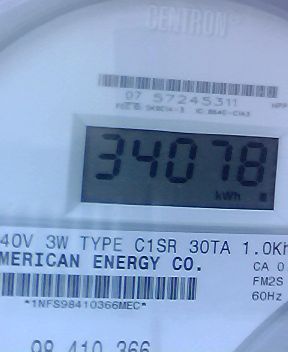 CENTRON®
07 57245311
34078
kWh
40V 3W TYPE C1SR 30TA 1.0Kh
MERICAN ENERGY CO.
CA 0.
FM2S
60Hz
*1NFS98410366MEC*
98 410 366